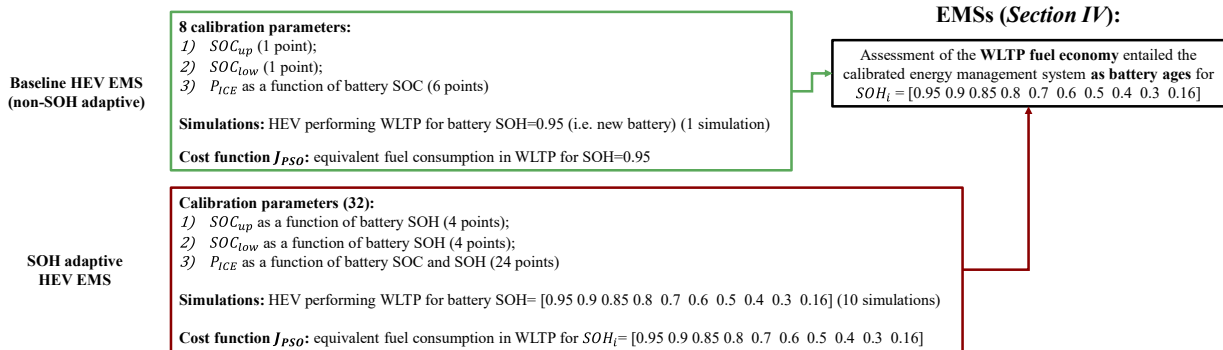 EMSs (Section IV):
Baseline HEV EMS
(non-SOH adaptive)
8 calibration parameters:
1) SOC_up (1 point);
2) SOC_low (1 point);
3) P_ICE as a function of battery SOC (6 points)
Simulations: HEV performing WLTP for battery SOH=0.95 (i.e. new battery) (1 simulation)
Cost function J_PSO: equivalent fuel consumption in WLTP for SOH=0.95
Assessment of the WLTP fuel economy entailed the
calibrated energy management system as battery ages for
SOH_i = [0.95 0.9 0.85 0.8 0.7 0.6 0.5 0.4 0.3 0.16]
SOH adaptive
HEV EMS
Calibration parameters (32):
1) SOC_up as a function of battery SOH (4 points);
2) SOC_low as a function of battery SOH (4 points);
3) P_ICE as a function of battery SOC and SOH (24 points)
Simulations: HEV performing WLTP for battery SOH= [0.95 0.9 0.85 0.8 0.7 0.6 0.5 0.4 0.3 0.16] (10 simulations)
Cost function J_PSO: equivalent fuel consumption in WLTP for SOH_i= [0.95 0.9 0.85 0.8 0.7 0.6 0.5 0.4 0.3 0.16]